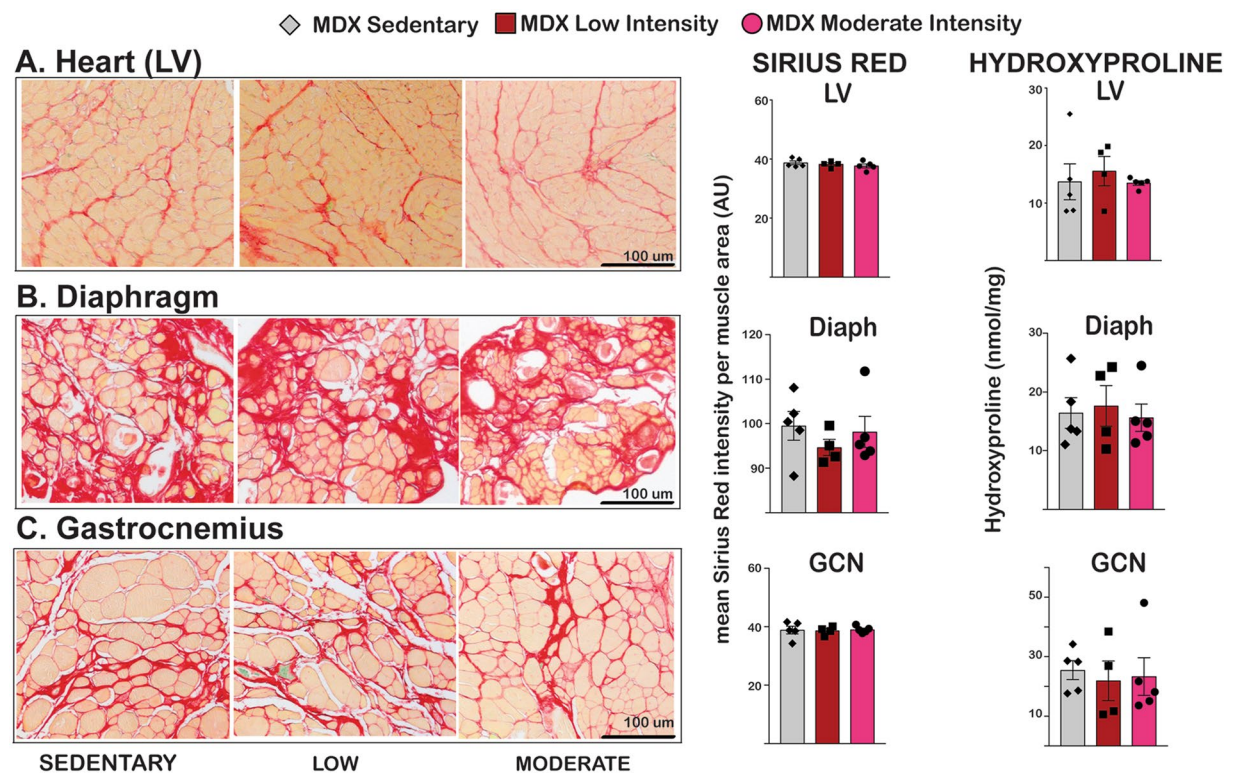 MDX Sedentary MDX Low Intensity MDX Moderate Intensity
A. Heart (LV)
100 um
B. Diaphragm
100 um
C. Gastrocnemius
100 um
SEDENTARY LOW MODERATE
SIRIUS RED
mean Sirius Red intensity per muscle area (AU)
LV
60
40
20
Diaph
120
110
100
90
GCN
60
40
20
HYDROXYPROLINE
Hydroxyproline (nmol/mg)
LV
30
20
10
Diaph
30
20
10
GCN
50
30
10